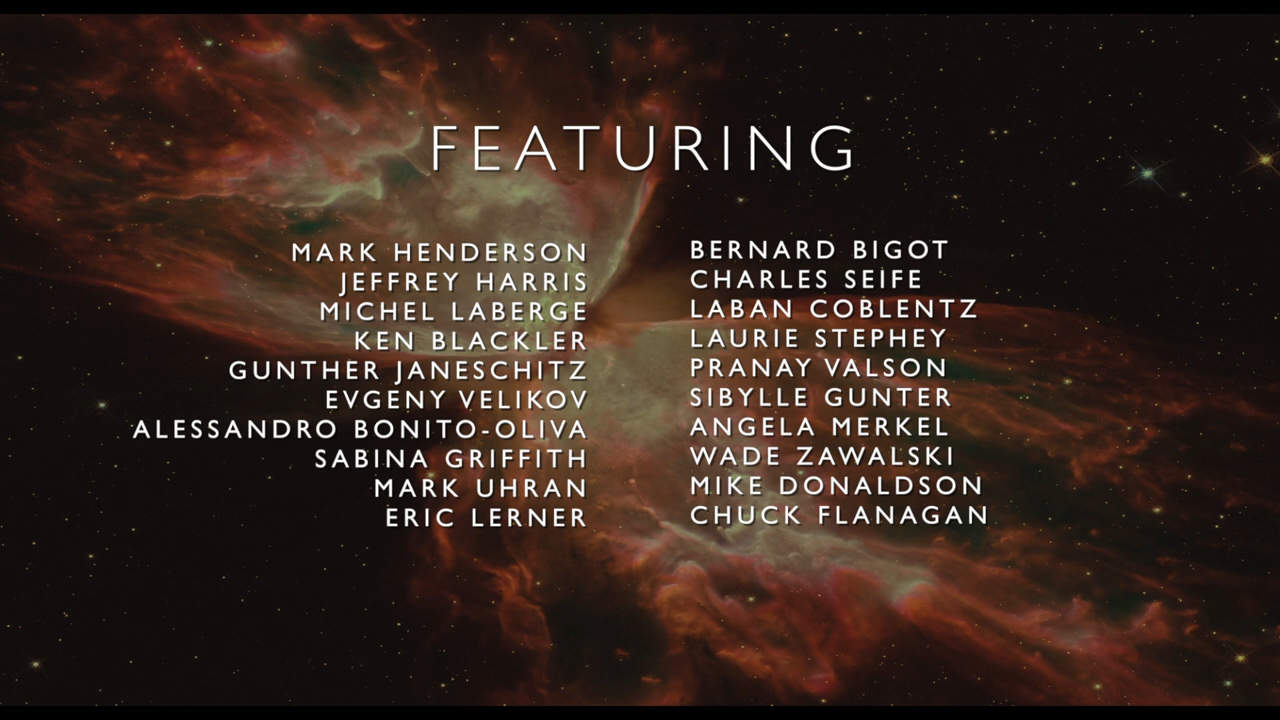 FEATURING
MARK HENDERSON
JEFFREY HARRIS
MICHEL LABERGE
KEN BLACKLER
GUNTHER JANESCHITZ
EVGENY VELIKOV
ALESSANDRO BONITO-OLIVA
SABINA GRIFFITH
MARK UHRAN
ERIC LERNER
BERNARD BIGOT
CHARLES SEIFE
LABAN COBLENTZ
LAURIE STEPHEY
PRANAY VALSON
SIBYLLE GUNTER
ANGELA MERKEL
WADE ZAWALSKI
MIKE DONALDSON
CHUCK FLANAGAN